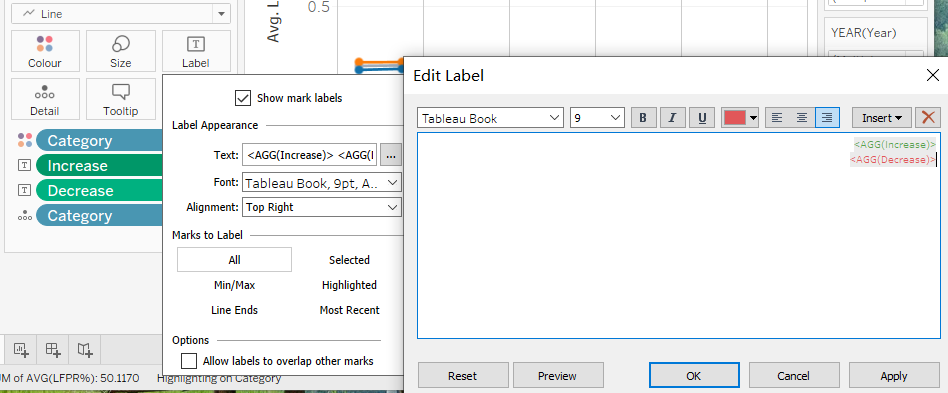 Line
Colour
Size
Label
Detail
Tooltip
Category
Increase
Decrease
Category
0.5
Avg. L
YEAR(Year)
Show mark labels
Label Appearance
Text:
<AGG(Increase)> <AGG(I
...
Font:
Tableau Book, 9pt, A..
Alignment:
Top Right
Marks to Label
All
Selected
Min/Max
Highlighted
Line Ends
Most Recent
Options
Allow labels to overlap other marks
Edit Label
Tableau Book
9
B
I
U
Insert
<AGG(Increase)>
<AGG(Decrease)>
Reset
Preview
OK
Cancel
Apply
UM of AVG(LFPR%): 50.1170
Highlighting on Category